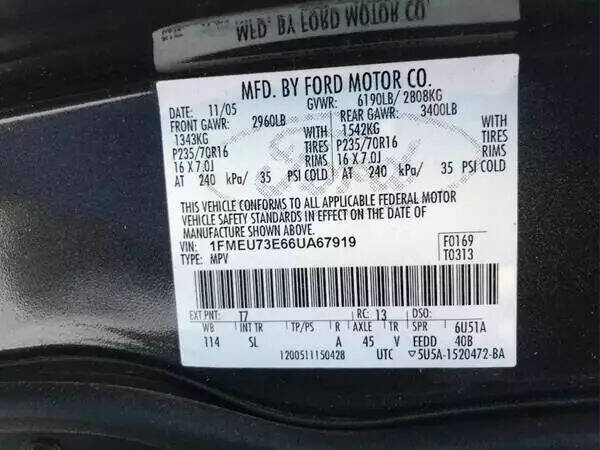 MFD. BY FORD MOTOR CO.
MFD. BY FORD MOTOR CO.
DATE: 11/05 GVWR: 6190LB/ 2808KG
FRONT GAWR: 2960LB REAR GAWR: 3400LB
1343KG WITH 1542KG WITH
P235/70R16 TIRES P235/70R16 TIRES
16 X 7.0J RIMS 16 X 7.0J RIMS
AT 240 kPa/ 35 PSI COLD AT 240 kPa/ 35 PSI COLD
Ford
THIS VEHICLE CONFORMS TO ALL APPLICABLE FEDERAL MOTOR
VEHICLE SAFETY STANDARDS IN EFFECT ON THE DATE OF
MANUFACTURE SHOWN ABOVE.
VIN: 1FMEU73E66UA67919 F0169
TYPE: MPV T0313
EXT PNT: T7 RC: 13 DSO:
WB INT TR TP/PS R AXLE TR SPR 6U51A
114 SL A 45 V EEDD 40B
1200511150428 UTC ▽5U5A-1520472-BA